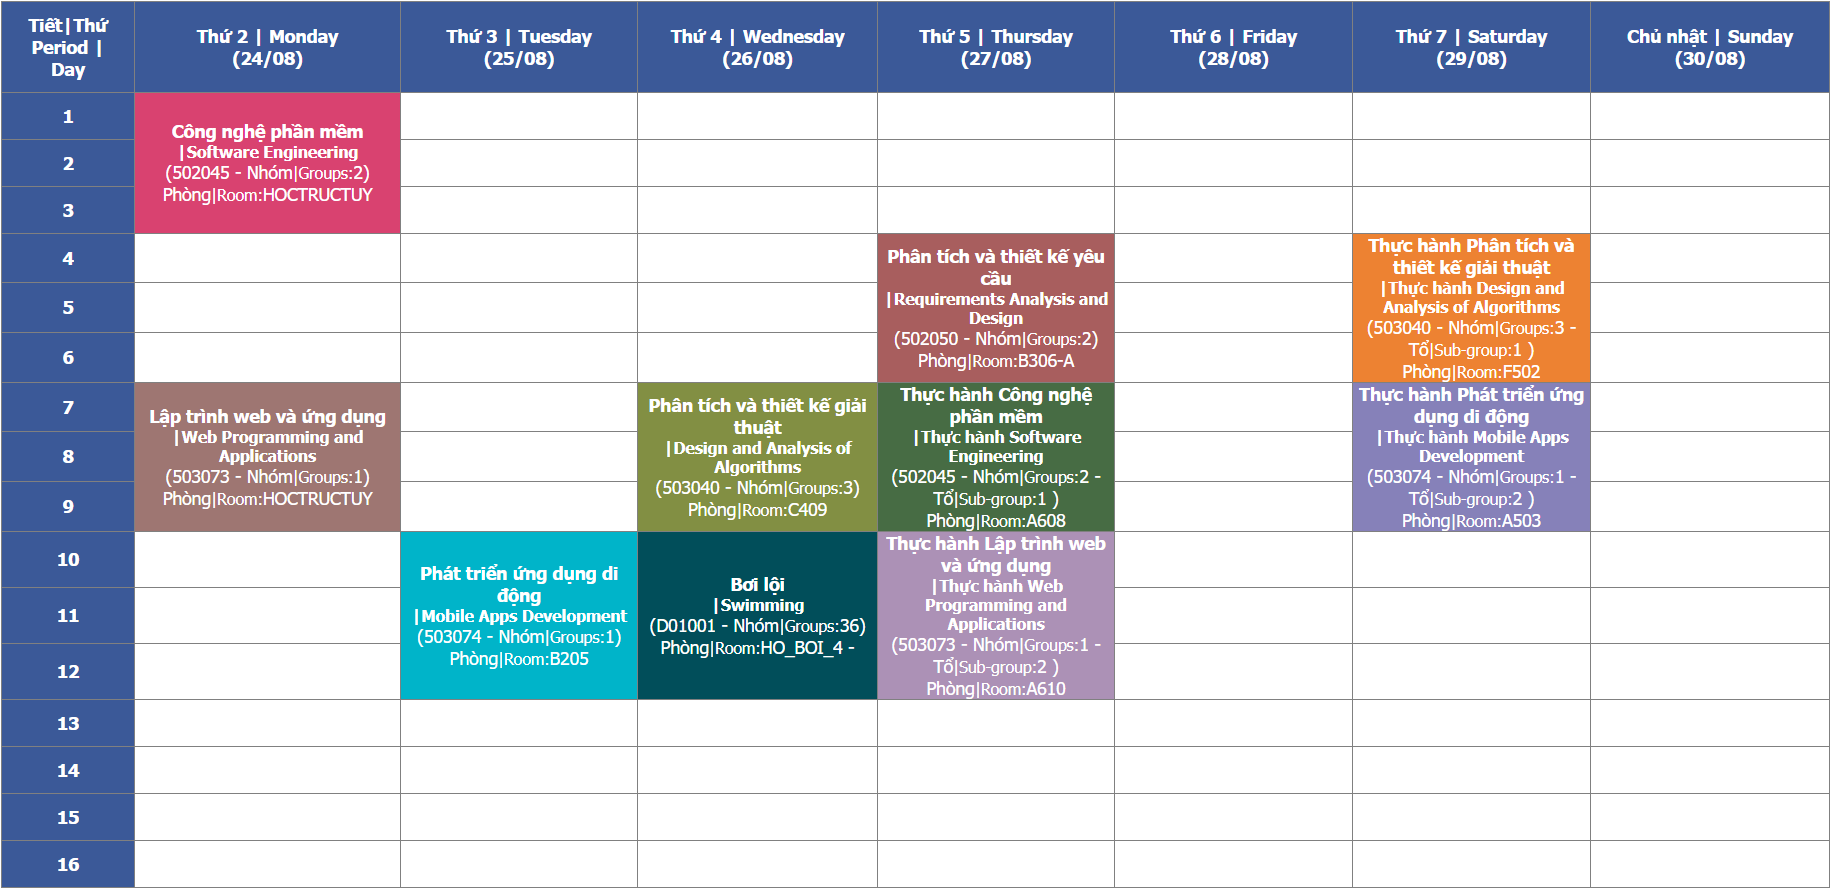 Tiết|Thứ
Period |
Day
Thứ 2 | Monday
(24/08)
Thứ 3 | Tuesday
(25/08)
Thứ 4 | Wednesday
(26/08)
Thứ 5 | Thursday
(27/08)
Thứ 6 | Friday
(28/08)
Thứ 7 | Saturday
(29/08)
Chủ nhật | Sunday
(30/08)
1
Công nghệ phần mềm
|Software Engineering
(502045 - Nhóm|Groups:2)
Phòng|Room:HOCTRUCTUY
2
3
4
Phân tích và thiết kế yêu
cầu
|Requirements Analysis and
Design
(502050 - Nhóm|Groups:2)
Phòng|Room:B306-A
Thực hành Phân tích và
thiết kế giải thuật
|Thực hành Design and
Analysis of Algorithms
(503040 - Nhóm|Groups:3 -
Tổ|Sub-group:1 )
Phòng|Room:F502
5
6
7
Lập trình web và ứng dụng
|Web Programming and
Applications
(503073 - Nhóm|Groups:1)
Phòng|Room:HOCTRUCTUY
Phân tích và thiết kế giải
thuật
|Design and Analysis of
Algorithms
(503040 - Nhóm|Groups:3)
Phòng|Room:C409
Thực hành Công nghệ
phần mềm
|Thực hành Software
Engineering
(502045 - Nhóm|Groups:2 -
Tổ|Sub-group:1 )
Phòng|Room:A608
Thực hành Phát triển ứng
dụng di động
|Thực hành Mobile Apps
Development
(503074 - Nhóm|Groups:1 -
Tổ|Sub-group:2 )
Phòng|Room:A503
8
9
10
Phát triển ứng dụng di
động
|Mobile Apps Development
(503074 - Nhóm|Groups:1)
Phòng|Room:B205
Bơi lội
|Swimming
(D01001 - Nhóm|Groups:36)
Phòng|Room:HO_BOI_4 -
Thực hành Lập trình web
và ứng dụng
|Thực hành Web
Programming and
Applications
(503073 - Nhóm|Groups:1 -
Tổ|Sub-group:2 )
Phòng|Room:A610
11
12
13
14
15
16